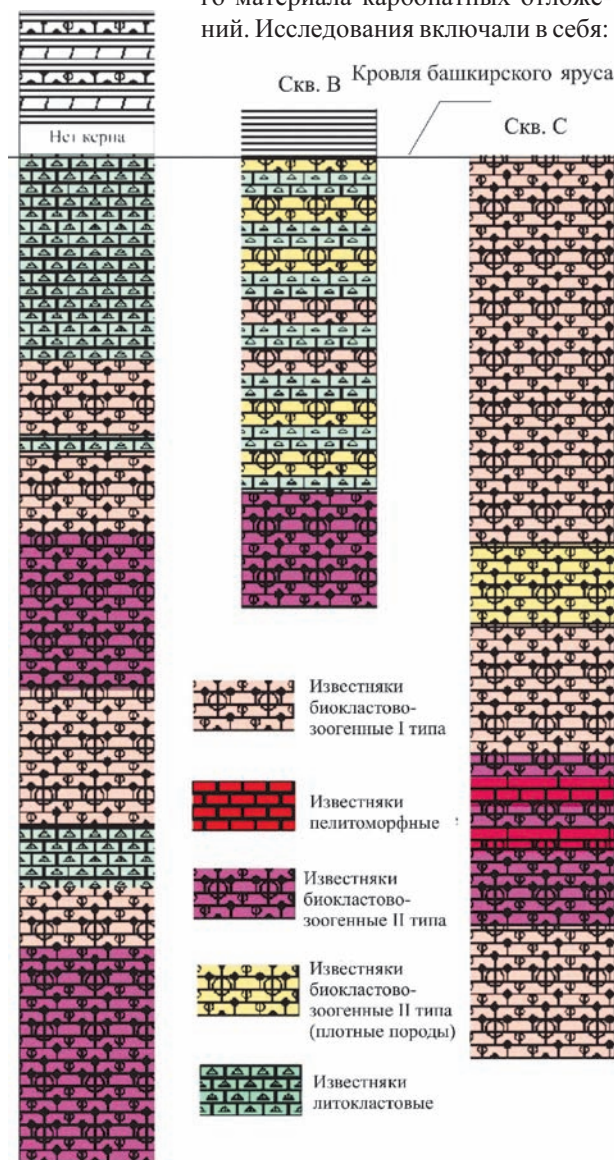 го материала карбонатных отложе-
ний. Исследования включали в себя:
Скв. В
Кровля башкирского яруса
Скв. С
Нет керна
Известняки
биокластово-
зоогенные I типа
Известняки
пелитоморфные
Известняки
биокластово-
зоогенные II типа
Известняки
биокластово-
зоогенные II типа
(плотные породы)
Известняки
литокластовые